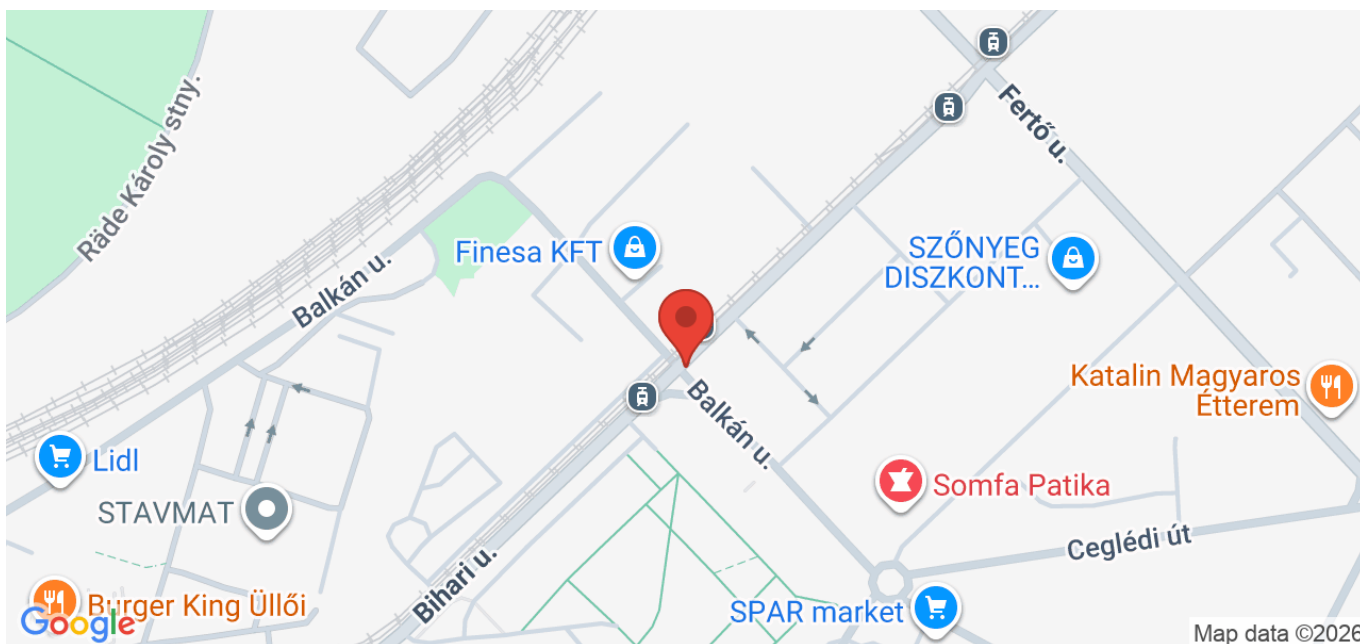 Räde Károly stny.
Fertő u.
Finesa KFT
SZŐNYEG
DISZKONT...
Balkán u.
Katalin Magyaros
Étterem
Balkán u.
Lidl
Somfa Patika
STAVMAT
Ceglédi út
Bihari u.
Burger King Üllői
SPAR market
Google
Map data ©2026